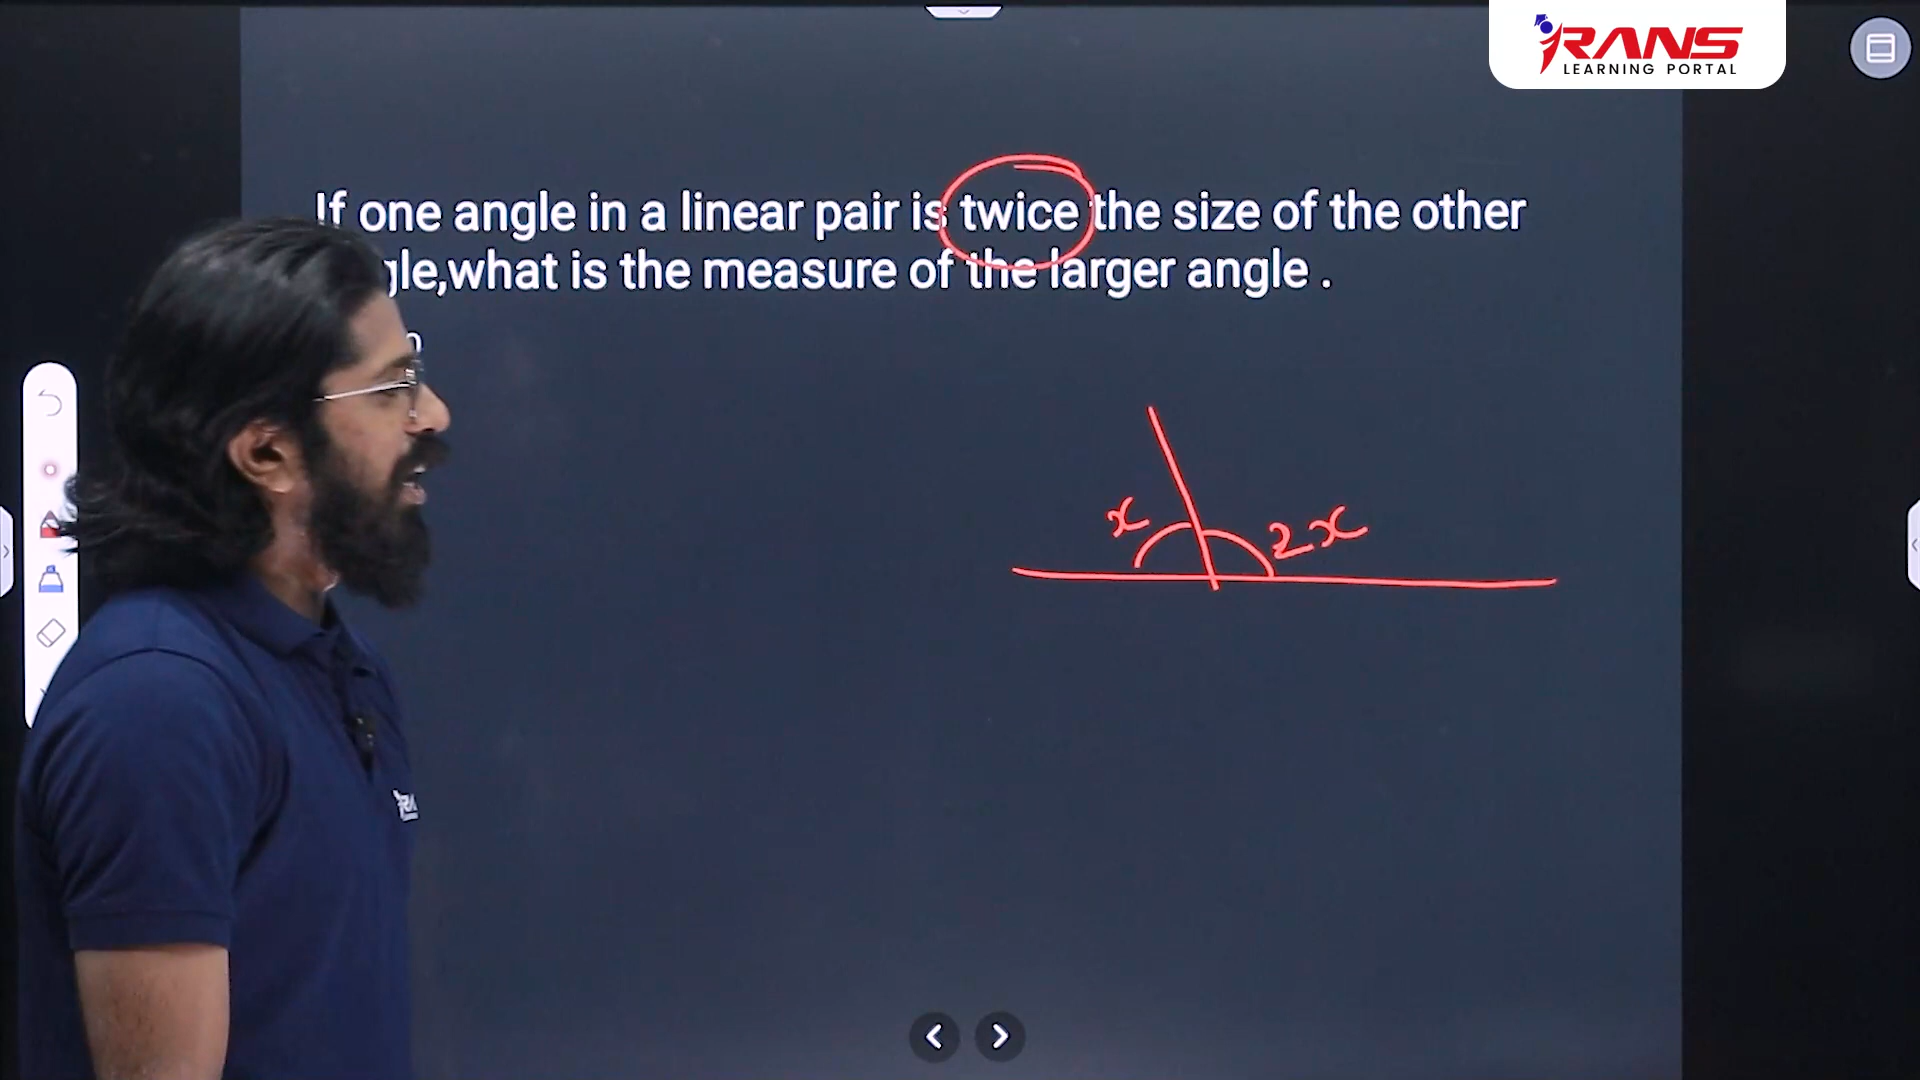 RANS
LEARNING PORTAL
If one angle in a linear pair is twice the size of the other
gle,what is the measure of the larger angle .
x
2x